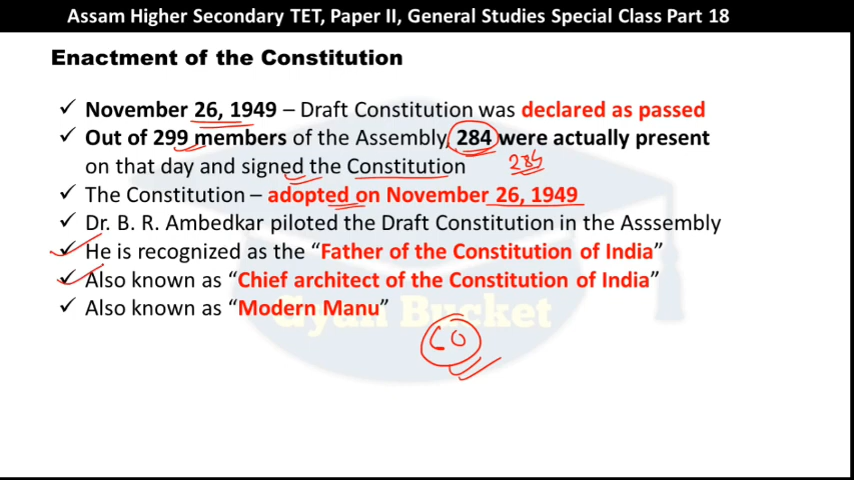 Assam Higher Secondary TET, Paper II, General Studies Special Class Part 18
Enactment of the Constitution
✓ November 26, 1949 – Draft Constitution was declared as passed
✓ Out of 299 members of the Assembly, 284 were actually present
on that day and signed the Constitution
284
✓ The Constitution – adopted on November 26, 1949
✓ Dr. B. R. Ambedkar piloted the Draft Constitution in the Asssembly
✓ He is recognized as the “Father of the Constitution of India”
✓ Also known as “Chief architect of the Constitution of India”
✓ Also known as “Modern Manu”
Gyan Bucket